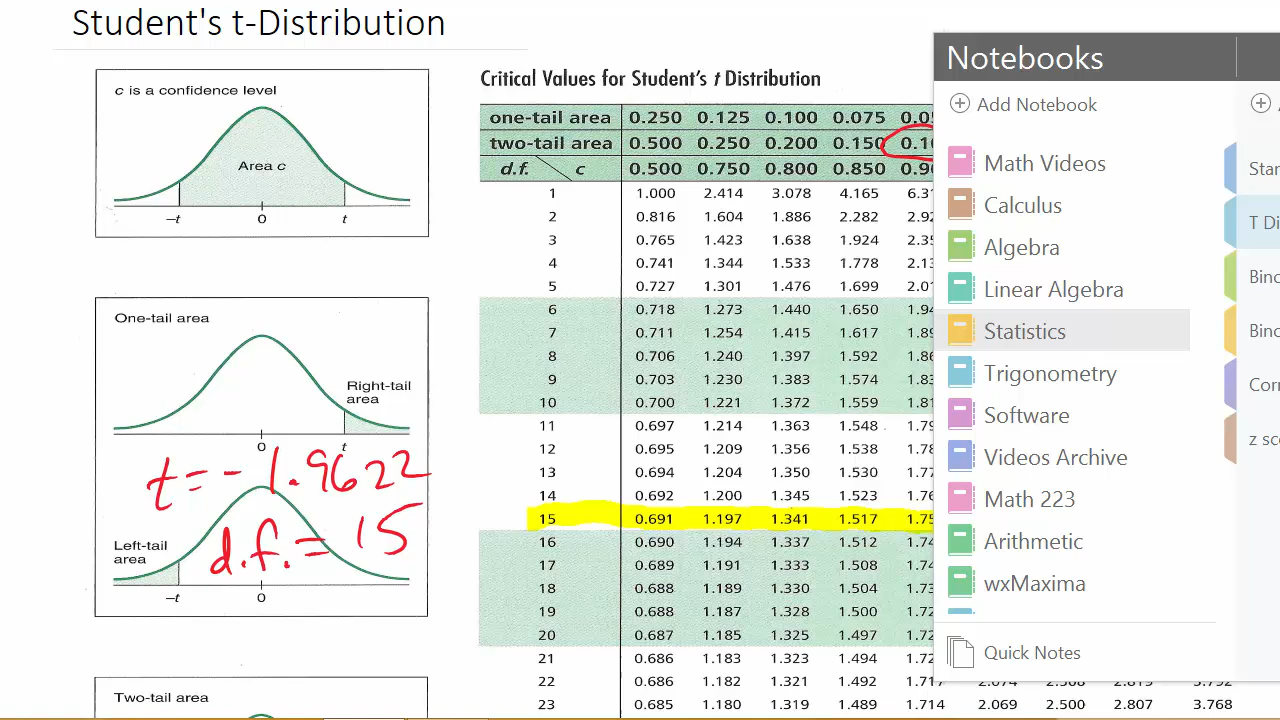 Student's t-Distribution
c is a confidence level
Area c
−t 0 t
One-tail area
Right-tail
area
0 t
t = - 1.9622
d.f. = 15
Left-tail
area
−t 0
Two-tail area
Critical Values for Student's t Distribution
one-tail area 0.250 0.125 0.100 0.075
two-tail area 0.500 0.250 0.200 0.150
d.f. c 0.500 0.750 0.800 0.850
1 1.000 2.414 3.078 4.165
2 0.816 1.604 1.886 2.282
3 0.765 1.423 1.638 1.924
4 0.741 1.344 1.533 1.778
5 0.727 1.301 1.476 1.699
6 0.718 1.273 1.440 1.650
7 0.711 1.254 1.415 1.617
8 0.706 1.240 1.397 1.592
9 0.703 1.230 1.383 1.574
10 0.700 1.221 1.372 1.559
11 0.697 1.214 1.363 1.548
12 0.695 1.209 1.356 1.538
13 0.694 1.204 1.350 1.530
14 0.692 1.200 1.345 1.523
15 0.691 1.197 1.341 1.517
16 0.690 1.194 1.337 1.512
17 0.689 1.191 1.333 1.508
18 0.688 1.189 1.330 1.504
19 0.688 1.187 1.328 1.500
20 0.687 1.185 1.325 1.497
21 0.686 1.183 1.323 1.494
22 0.686 1.182 1.321 1.492 1.717
23 0.685 1.180 1.319 1.489 1.714 2.069 2.500 2.807 3.768
Notebooks
Add Notebook
Math Videos
Calculus
Algebra
Linear Algebra
Statistics
Trigonometry
Software
Videos Archive
Math 223
Arithmetic
wxMaxima
Quick Notes
T Di
Bino
Bino
z sco